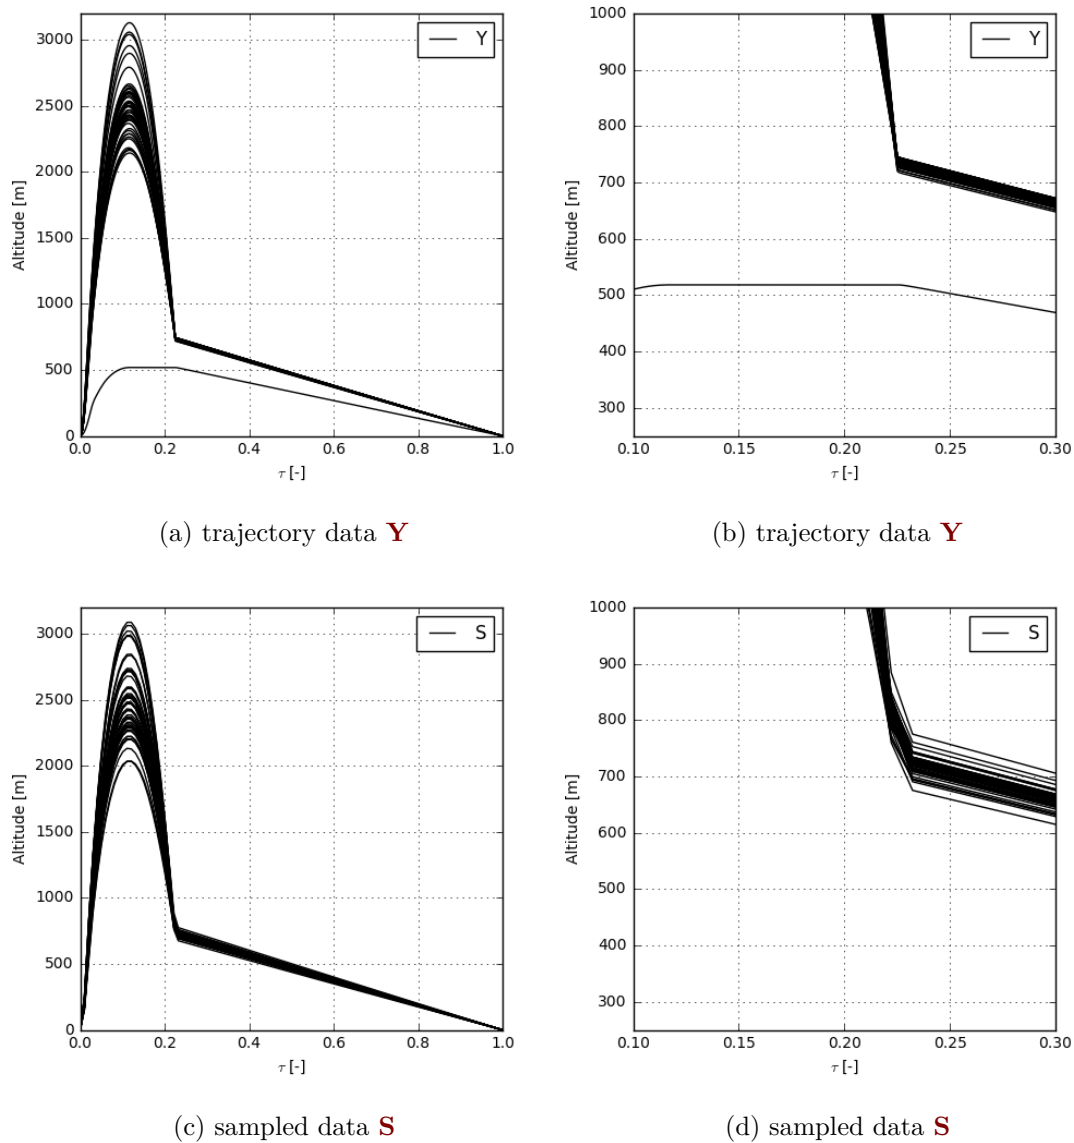 3000
2500
2000
1500
1000
500
0
Altitude [m]
Y
0.0 0.2 0.4 0.6 0.8 1.0
τ [-]
(a) trajectory data Y
1000
900
800
700
600
500
400
300
Altitude [m]
Y
0.10 0.15 0.20 0.25 0.30
τ [-]
(b) trajectory data Y
3000
2500
2000
1500
1000
500
0
Altitude [m]
S
0.0 0.2 0.4 0.6 0.8 1.0
τ [-]
(c) sampled data S
1000
900
800
700
600
500
400
300
Altitude [m]
S
0.10 0.15 0.20 0.25 0.30
τ [-]
(d) sampled data S